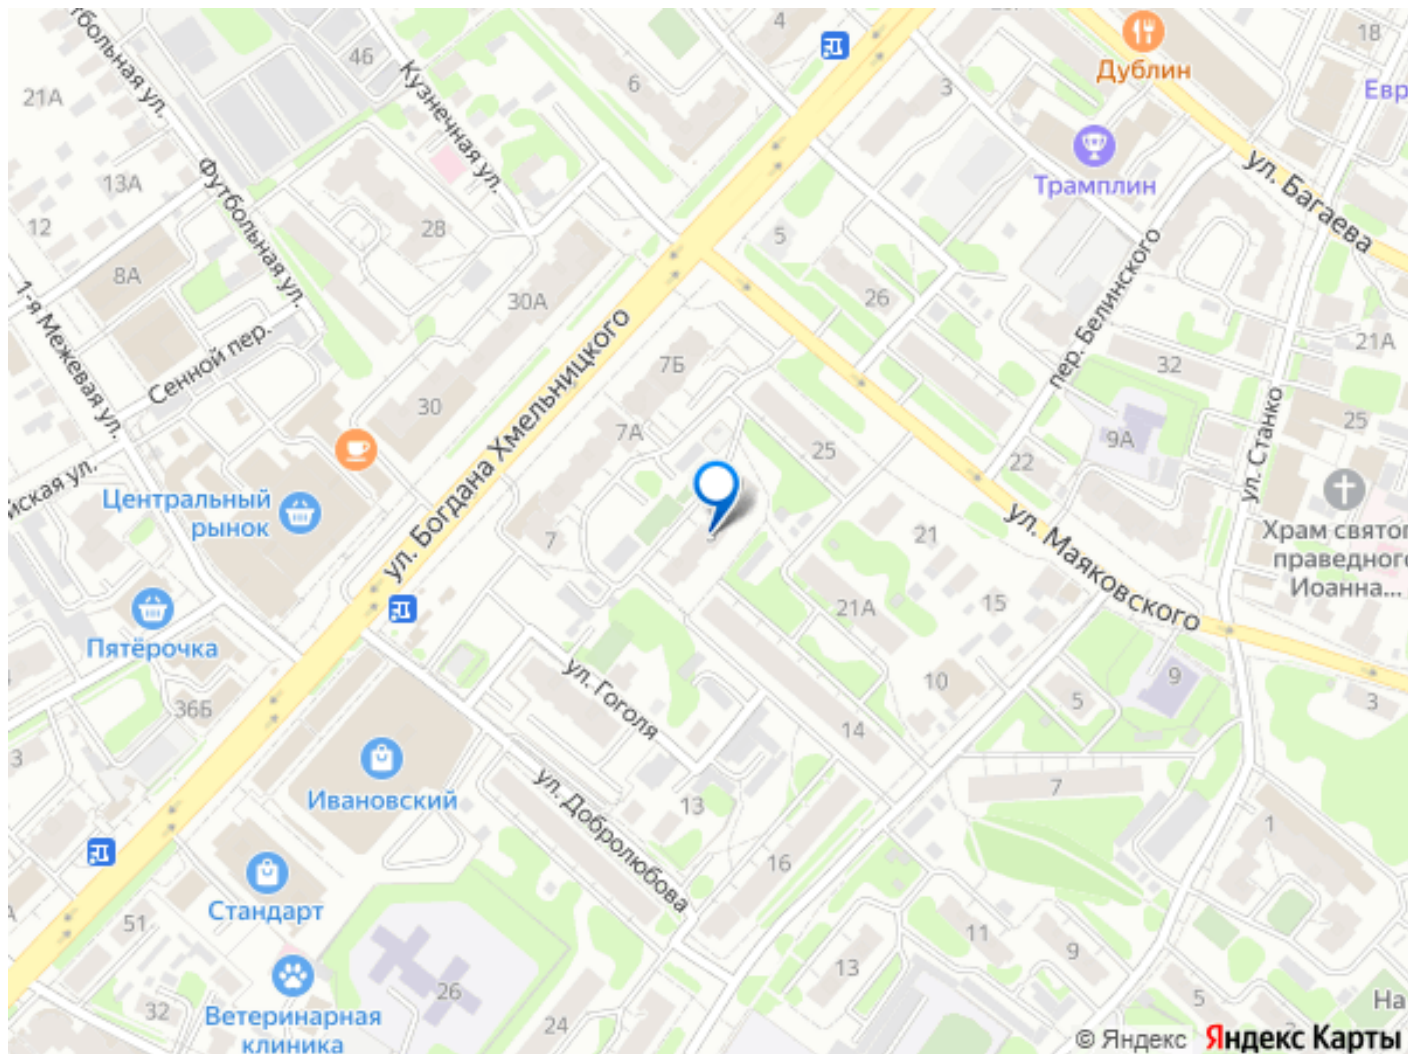 тбольная ул.
46
Кузнечная ул.
21А
6
4
3
Дублин
18
Евр
Трамплин
ул. Багаева
13А
Футбольная ул.
12
28
8А
1-я Межевая ул.
Сенной пер.
30А
5
26
пер. Белинского
21А
32
7Б
30
ул. Богдана Хмельницкого
7А
25
9А
22
ул. Станко
25
йская ул.
Центральный
рынок
7
21
ул. Маяковского
Храм святог
праведного
Иоанна...
Пятёрочка
21А
15
36Б
ул. Гоголя
10
5
9
3
3
14
Ивановский
ул. Добролюбова
13
7
16
1
Стандарт
51
11
9
13
26
32
Ветеринарная
клиника
24
5
На
© Яндекс Яндекс Карты